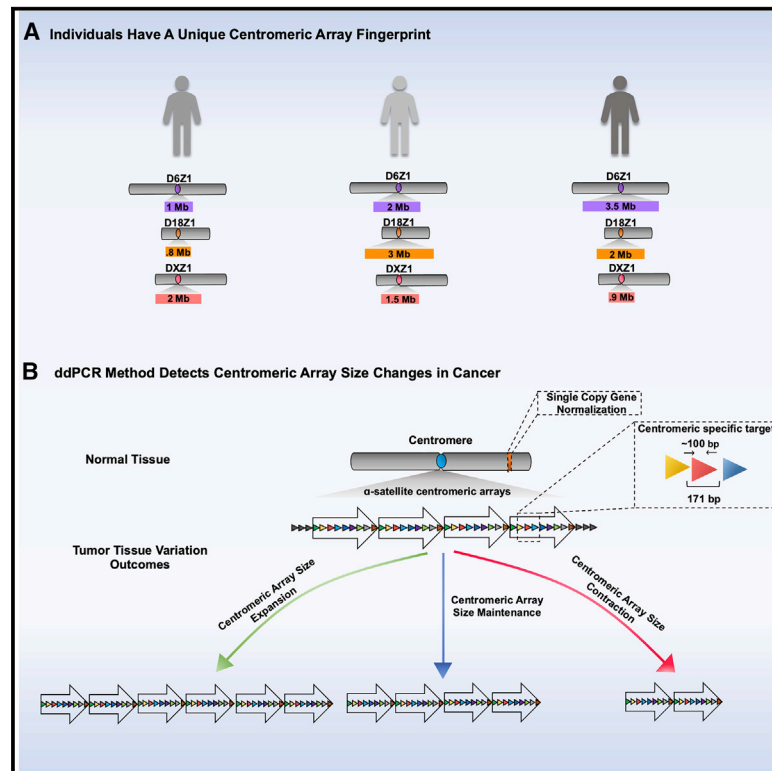 A Individuals Have A Unique Centromeric Array Fingerprint
D6Z1
1 Mb
D18Z1
.8 Mb
DXZ1
2 Mb
D6Z1
2 Mb
D18Z1
3 Mb
DXZ1
1.5 Mb
D6Z1
3.5 Mb
D18Z1
2 Mb
DXZ1
.9 Mb
B ddPCR Method Detects Centromeric Array Size Changes in Cancer
Single Copy Gene
Normalization
Normal Tissue
Centromere
Centromeric specific target
~100 bp
171 bp
α-satellite centromeric arrays
Tumor Tissue Variation
Outcomes
Centromeric Array Size
Expansion
Centromeric Array
Size Maintenance
Centromeric Array Size
Contraction